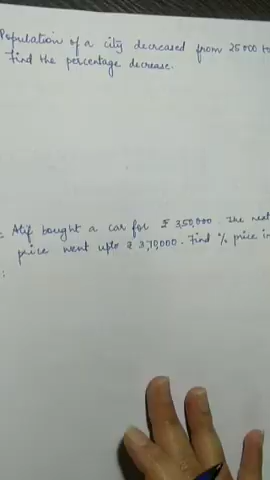 Population of a city decreased from 25000 to
Find the percentage decrease.
Alif bought a car for ₹ 3,50,000. The next
price went upto ₹ 3,70,000. Find % price in
: